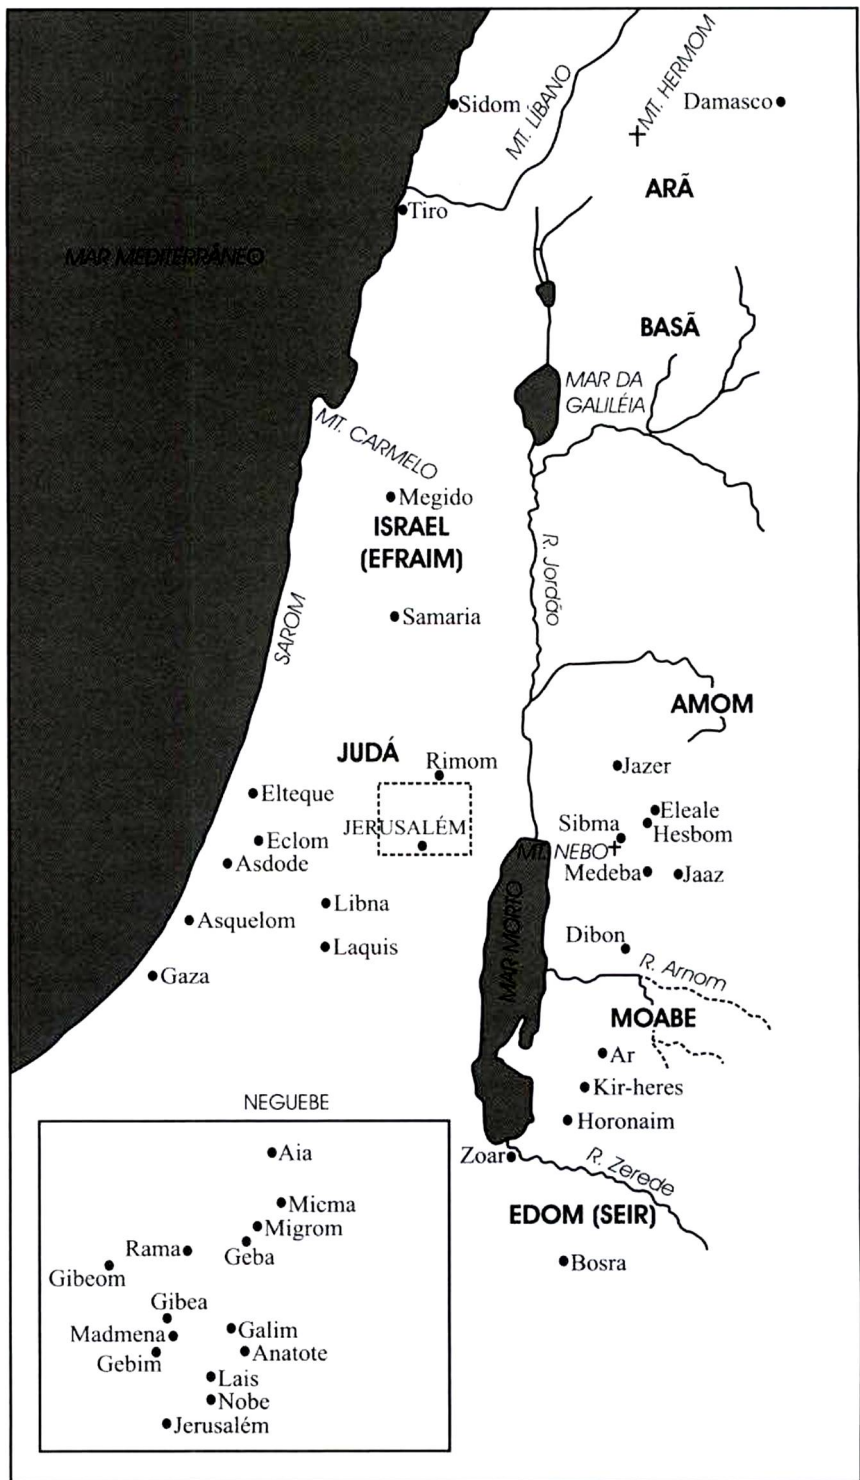 Sidom
MT. LÍBANO
MT. HERMOM
Damasco
ARÃ
Tiro
MAR MEDITERRÂNEO
BASÃ
MAR DA
GALILÉIA
MT. CARMELO
Megido
ISRAEL
(EFRAIM)
R. Jordão
SAROM
Samaria
AMOM
JUDÁ
Rimom
Jazer
Elteque
Eleale
JERUSALÉM
Sibma
Hesbom
Eclom
MT. NEBO
Asdode
Medeba
Jaaz
MAR MORTO
Libna
Asquelom
Dibon
Laquis
R. Arnom
Gaza
MOABE
Ar
Kir-heres
NEGUEBE
Horonaim
Zoar
R. Zerede
EDOM (SEIR)
Bosra
Aia
Micma
Migrom
Rama
Geba
Gibeom
Gibea
Madmena
Galim
Gebim
Anatote
Lais
Nobe
Jerusalém